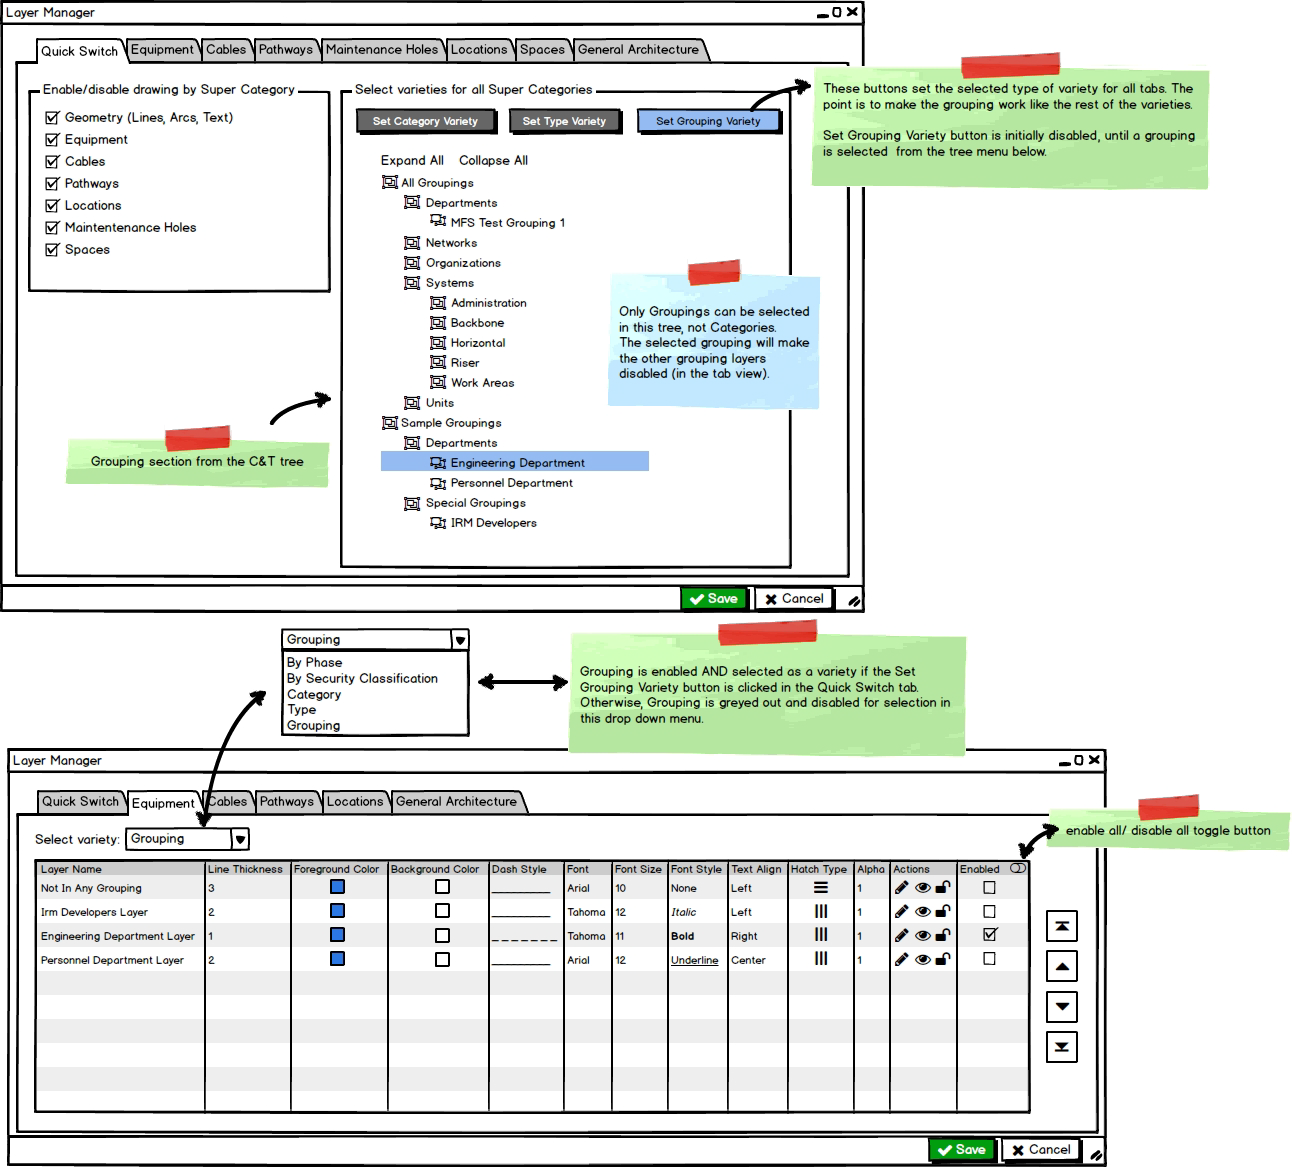 Layer Manager
Quick Switch
Equipment
Cables
Pathways
Maintenance Holes
Locations
Spaces
General Architecture
Enable/disable drawing by Super Category
Geometry (Lines, Arcs, Text)
Equipment
Cables
Pathways
Locations
Maintentenance Holes
Spaces
Select varieties for all Super Categories
Set Category Variety
Set Type Variety
Set Grouping Variety
Expand All Collapse All
All Groupings
Departments
MFS Test Grouping 1
Networks
Organizations
Systems
Administration
Backbone
Horizontal
Riser
Work Areas
Units
Sample Groupings
Departments
Engineering Department
Personnel Department
Special Groupings
IRM Developers
These buttons set the selected type of variety for all tabs. The
point is to make the grouping work like the rest of the varieties.
Set Grouping Variety button is initially disabled, until a grouping
is selected from the tree menu below.
Only Groupings can be selected
in this tree, not Categories.
The selected grouping will make
the other grouping layers
disabled (in the tab view).
Grouping section from the C&T tree
Save
Cancel
Grouping
By Phase
By Security Classification
Category
Type
Grouping
Grouping is enabled AND selected as a variety if the Set
Grouping Variety button is clicked in the Quick Switch tab.
Otherwise, Grouping is greyed out and disabled for selection in
this drop down menu.
Layer Manager
Quick Switch
Equipment
Cables
Pathways
Locations
General Architecture
Select variety: Grouping
enable all/ disable all toggle button
Layer Name Line Thickness Foreground Color Background Color Dash Style Font Font Size Font Style Text Align Hatch Type Alpha Actions Enabled
Not In Any Grouping 3 Arial 10 None Left 1
Irm Developers Layer 2 Tahoma 12 Italic Left 1
Engineering Department Layer 1 Tahoma 11 Bold Right 1
Personnel Department Layer 2 Arial 12 Underline Center 1
Save
Cancel